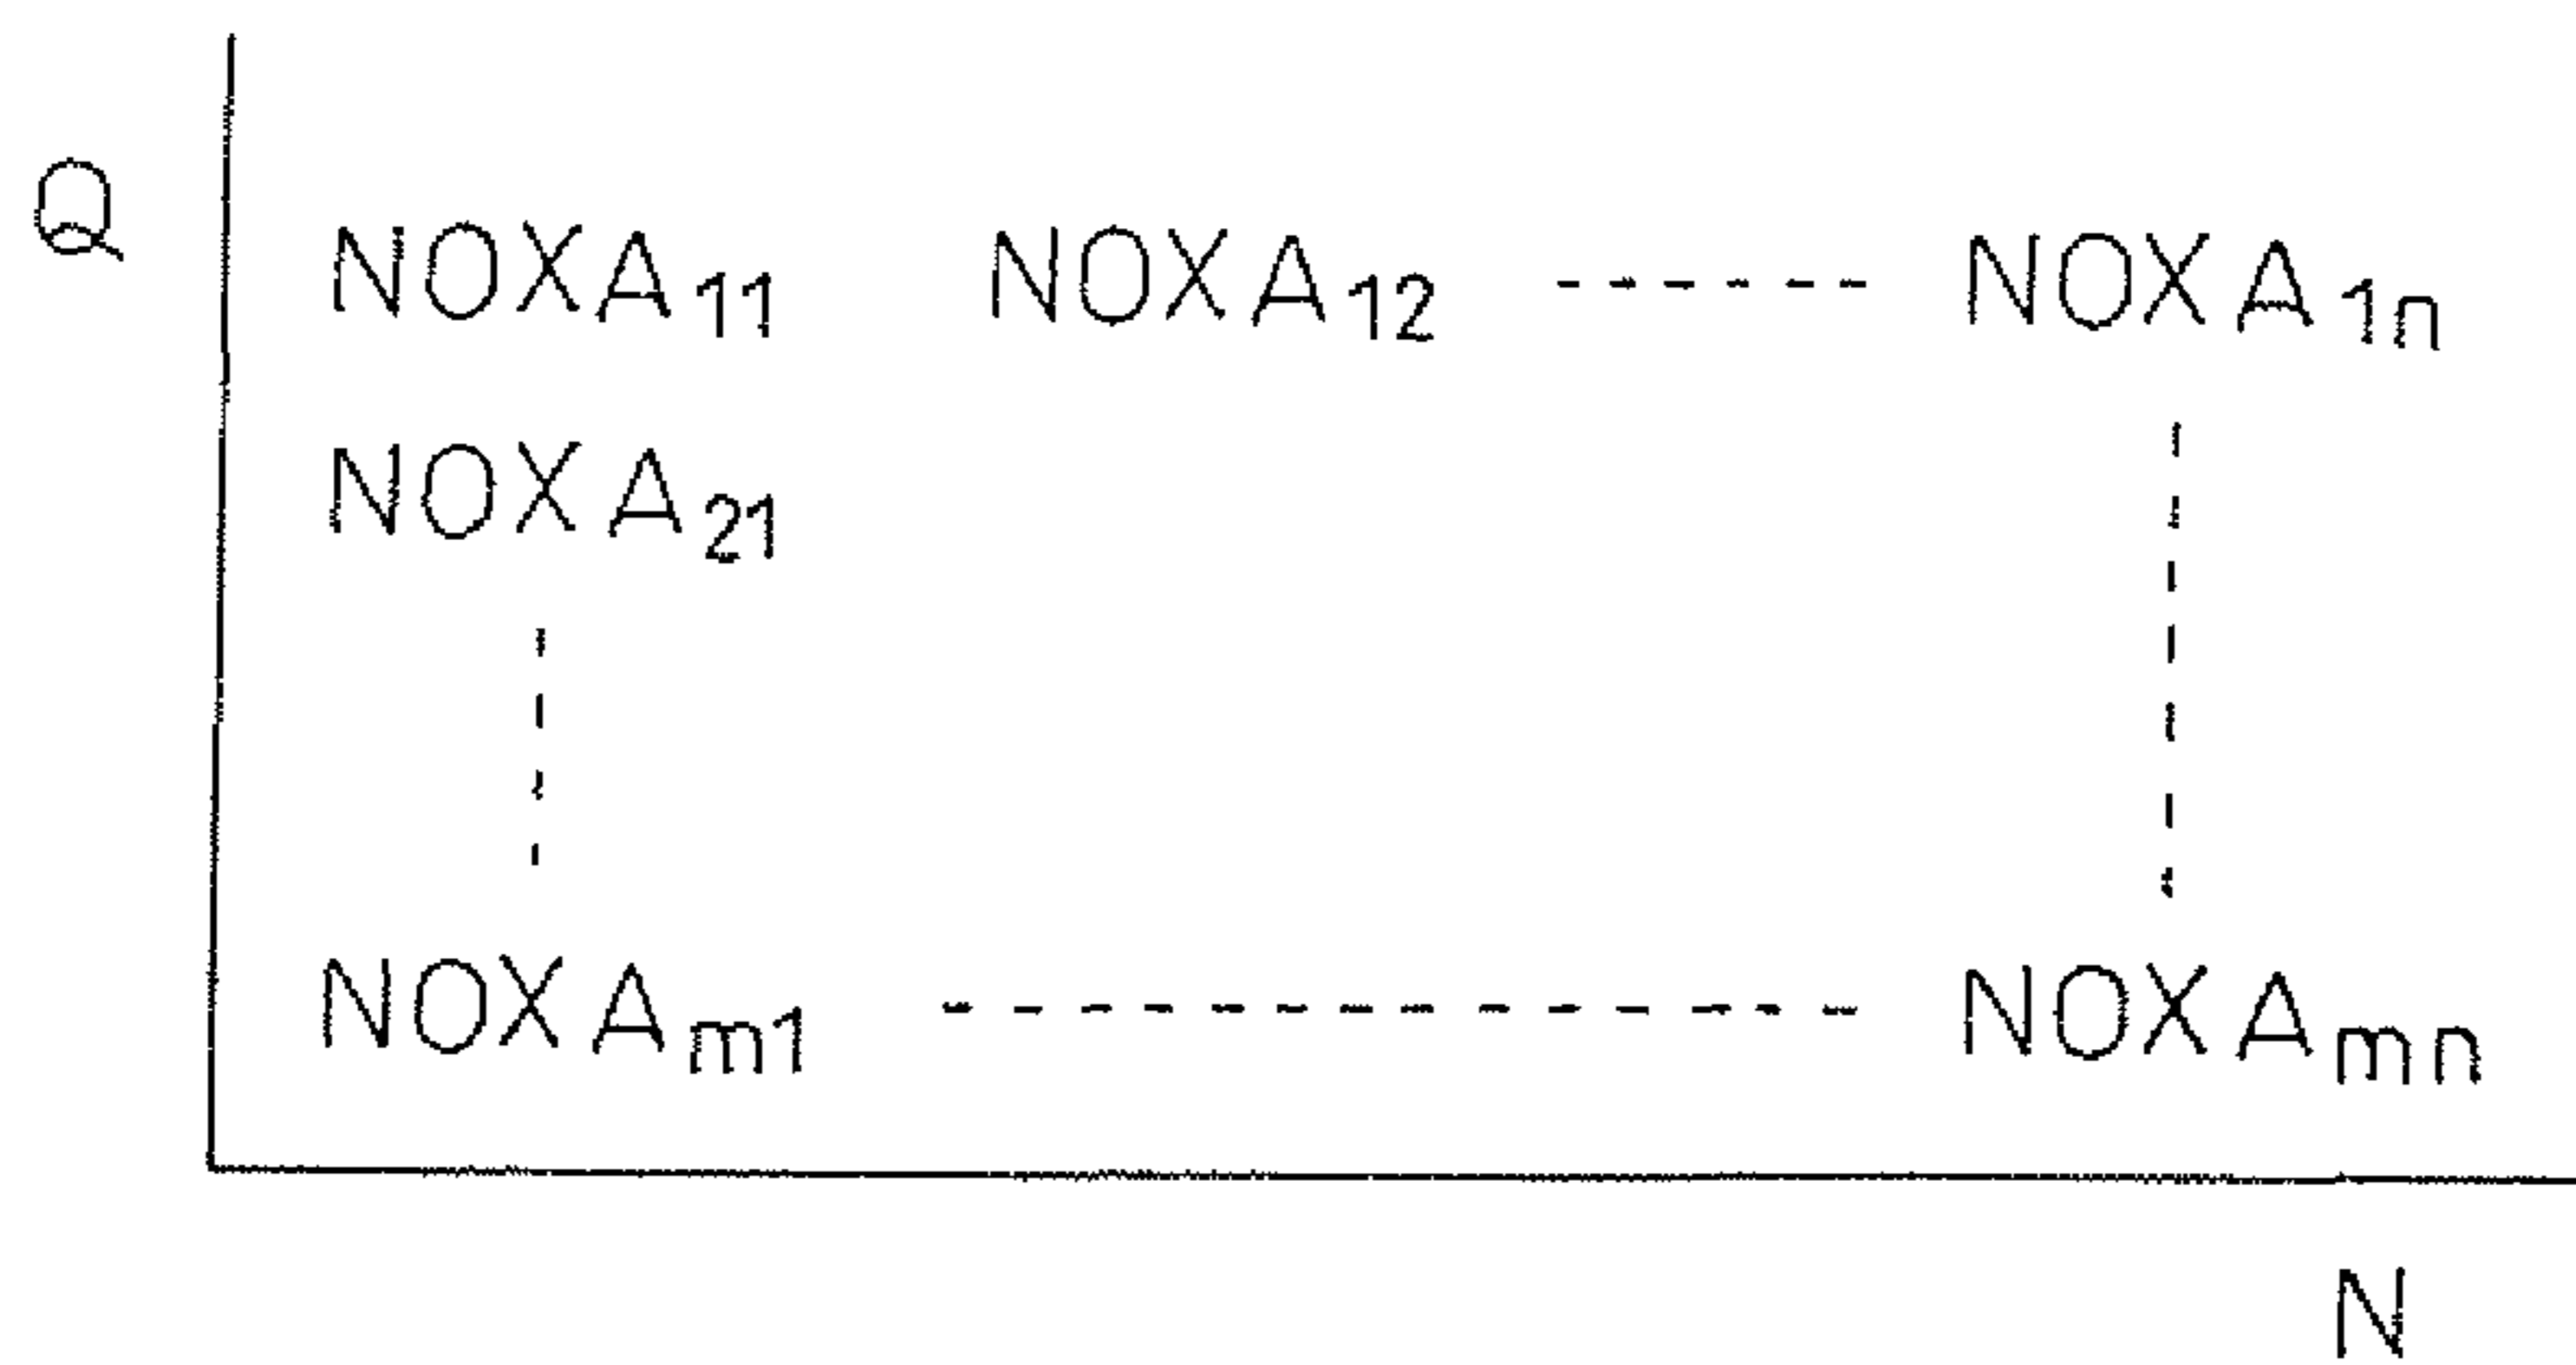 Q
NOXA11 NOXA12 ----- NOXA1n
NOXA21
NOXAm1 ----- NOXAmn
N